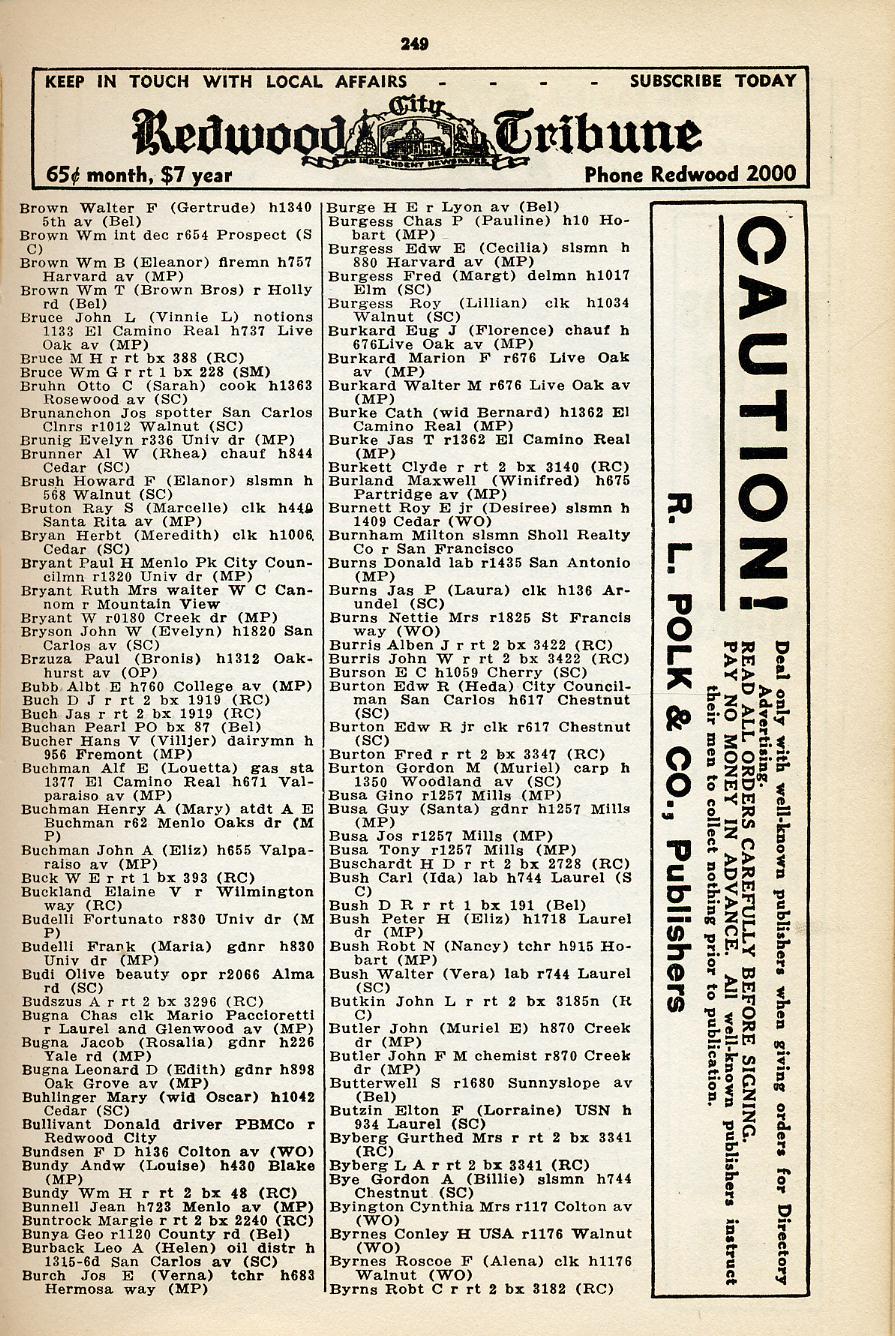 249
KEEP IN TOUCH WITH LOCAL AFFAIRS - - - - SUBSCRIBE TODAY
Redwood City Tribune
AN INDEPENDENT NEWSPAPER
65¢ month, $7 year Phone Redwood 2000
Brown Walter F (Gertrude) h1340
5th av (Bel)
Brown Wm int dec r654 Prospect (S
C)
Brown Wm B (Eleanor) firemn h757
Harvard av (MP)
Brown Wm T (Brown Bros) r Holly
rd (Bel)
Bruce John L (Vinnie L) notions
1133 El Camino Real h737 Live
Oak av (MP)
Bruce M H r rt bx 388 (RC)
Bruce Wm G r rt 1 bx 228 (SM)
Bruhn Otto C (Sarah) cook h1363
Rosewood av (SC)
Brunanchon Jos spotter San Carlos
Clnrs r1012 Walnut (SC)
Brunig Evelyn r336 Univ dr (MP)
Brunner Al W (Rhea) chauf h844
Cedar (SC)
Brush Howard F (Elanor) slsmn h
568 Walnut (SC)
Bruton Ray S (Marcelle) clk h440
Santa Rita av (MP)
Bryan Herbt (Meredith) clk h1006
Cedar (SC)
Bryant Paul H Menlo Pk City Coun-
cilmn r1320 Univ dr (MP)
Bryant Ruth Mrs waiter W C Can-
nom r Mountain View
Bryant W r0180 Creek dr (MP)
Bryson John W (Evelyn) h1820 San
Carlos av (SC)
Brzuza Paul (Bronis) h1312 Oak-
hurst av (OP)
Bubb Albt E h760 College av (MP)
Buch D J r rt 2 bx 1919 (RC)
Buch Jas r rt 2 bx 1919 (RC)
Buchan Pearl PO bx 87 (Bel)
Bucher Hans V (Villjer) dairymn h
956 Fremont (MP)
Buchman Alf E (Louetta) gas sta
1377 El Camino Real h671 Val-
paraiso av (MP)
Buchman Henry A (Mary) atdt A E
Buchman r62 Menlo Oaks dr (M
P)
Buchman John A (Eliz) h655 Valpa-
raiso av (MP)
Buck W E r rt 1 bx 393 (RC)
Buckland Elaine V r Wilmington
way (RC)
Budelli Fortunato r830 Univ dr (M
P)
Budelli Frank (Maria) gdnr h830
Univ dr (MP)
Budi Olive beauty opr r2066 Alma
rd (SC)
Budszus A r rt 2 bx 3296 (RC)
Bugna Chas clk Mario Paccioretti
r Laurel and Glenwood av (MP)
Bugna Jacob (Rosalia) gdnr h226
Yale rd (MP)
Bugna Leonard D (Edith) gdnr h898
Oak Grove av (MP)
Buhlinger Mary (wid Oscar) h1042
Cedar (SC)
Bullivant Donald driver PBMCo r
Redwood City
Bundsen F D h136 Colton av (WO)
Bundy Andw (Louise) h430 Blake
(MP)
Bundy Wm H r rt 2 bx 48 (RC)
Bunnell Jean h723 Menlo av (MP)
Buntrock Margie r rt 2 bx 2240 (RC)
Bunya Geo r1120 County rd (Bel)
Burback Leo A (Helen) oil distr h
1315-6d San Carlos av (SC)
Burch Jos E (Verna) tchr h683
Hermosa way (MP)
Burge H E r Lyon av (Bel)
Burgess Chas P (Pauline) h10 Ho-
bart (MP)
Burgess Edw E (Cecilia) slsmn h
880 Harvard av (MP)
Burgess Fred (Margt) delmn h1017
Elm (SC)
Burgess Roy (Lillian) clk h1034
Walnut (SC)
Burkard Eug J (Florence) chauf h
676Live Oak av (MP)
Burkard Marion F r676 Live Oak
av (MP)
Burkard Walter M r676 Live Oak av
(MP)
Burke Cath (wid Bernard) h1362 El
Camino Real (MP)
Burke Jas T r1362 El Camino Real
(MP)
Burkett Clyde r rt 2 bx 3140 (RC)
Burland Maxwell (Winifred) h675
Partridge av (MP)
Burnett Roy E jr (Desiree) slsmn h
1409 Cedar (WO)
Burnham Milton slsmn Sholl Realty
Co r San Francisco
Burns Donald lab r1435 San Antonio
(MP)
Burns Jas P (Laura) clk h136 Ar-
undel (SC)
Burns Nettie Mrs r1825 St Francis
way (WO)
Burris Alben J r rt 2 bx 3422 (RC)
Burris John W r rt 2 bx 3422 (RC)
Burson E C h1059 Cherry (SC)
Burton Edw R (Heda) City Council-
man San Carlos h617 Chestnut
(SC)
Burton Edw R jr clk r617 Chestnut
(SC)
Burton Fred r rt 2 bx 3347 (RC)
Burton Gordon M (Muriel) carp h
1350 Woodland av (SC)
Busa Gino r1257 Mills (MP)
Busa Guy (Santa) gdnr h1257 Mills
(MP)
Busa Jos r1257 Mills (MP)
Busa Tony r1257 Mills (MP)
Buschardt H D r rt 2 bx 2728 (RC)
Bush Carl (Ida) lab h744 Laurel (S
C)
Bush D R r rt 1 bx 191 (Bel)
Bush Peter H (Eliz) h1718 Laurel
dr (MP)
Bush Robt N (Nancy) tchr h915 Ho-
bart (MP)
Bush Walter (Vera) lab r744 Laurel
(SC)
Butkin John L r rt 2 bx 3185n (R
C)
Butler John (Muriel E) h870 Creek
dr (MP)
Butler John F M chemist r870 Creek
dr (MP)
Butterwell S r1680 Sunnyslope av
(Bel)
Butzin Elton F (Lorraine) USN h
934 Laurel (SC)
Byberg Gurthed Mrs r rt 2 bx 3341
(RC)
Byberg L A r rt 2 bx 3341 (RC)
Bye Gordon A (Billie) slsmn h744
Chestnut (SC)
Byington Cynthia Mrs r117 Colton av
(WO)
Byrnes Conley H USA r1176 Walnut
(WO)
Byrnes Roscoe F (Alena) clk h1176
Walnut (WO)
Byrns Robt C r rt 2 bx 3182 (RC)
CAUTION!
Deal only with well-known publishers when giving orders for Directory
Advertising.
READ ALL ORDERS CAREFULLY BEFORE SIGNING.
PAY NO MONEY IN ADVANCE. All well-known publishers instruct
their men to collect nothing prior to publication.
R. L. POLK & CO., Publishers